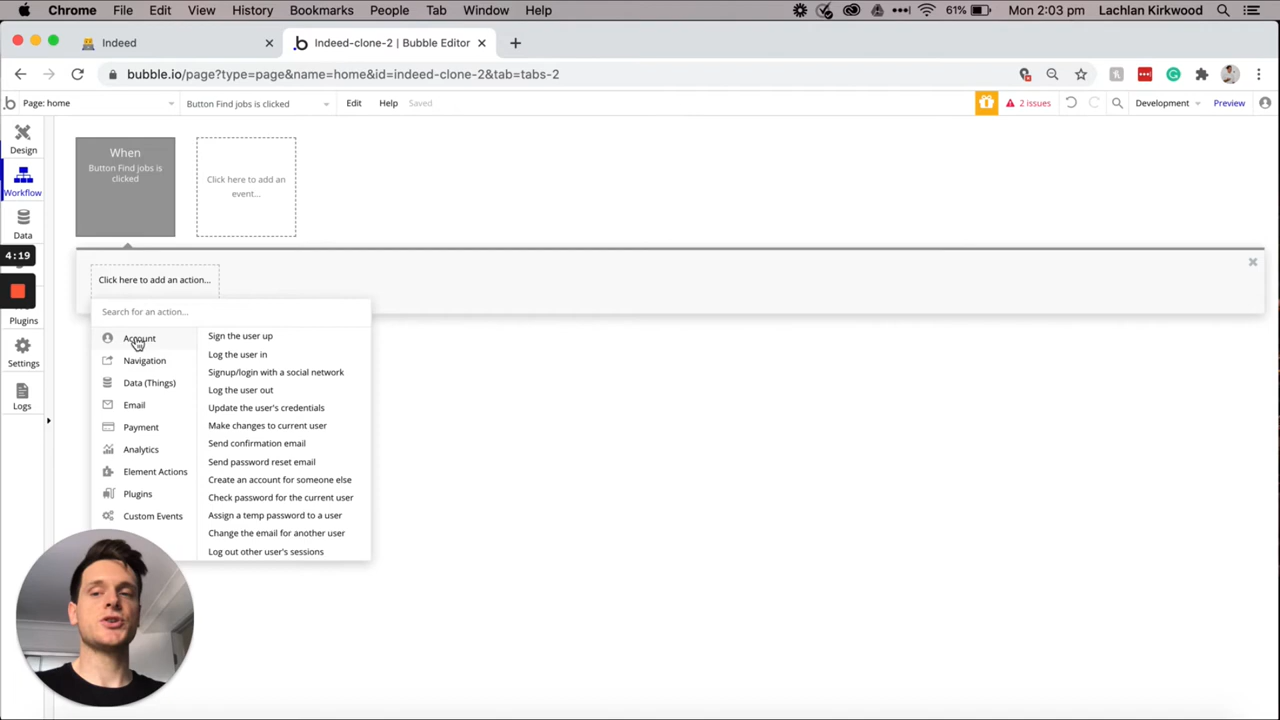 Chrome File Edit View History Bookmarks People Tab Window Help 61% Mon 2:03 pm Lachlan Kirkwood
Indeed
Indeed-clone-2 | Bubble Editor
bubble.io/page?type=page&name=home&id=indeed-clone-2&tab=tabs-2
Page: home
Button Find jobs is clicked
Edit
Help
Saved
2 issues
Development
Preview
Design
Workflow
Data
Plugins
Settings
Logs
4:19
When
Button Find jobs is
clicked
Click here to add an
event...
Click here to add an action...
Search for an action...
Account
Navigation
Data (Things)
Email
Payment
Analytics
Element Actions
Plugins
Custom Events
Sign the user up
Log the user in
Signup/login with a social network
Log the user out
Update the user's credentials
Make changes to current user
Send confirmation email
Send password reset email
Create an account for someone else
Check password for the current user
Assign a temp password to a user
Change the email for another user
Log out other user's sessions